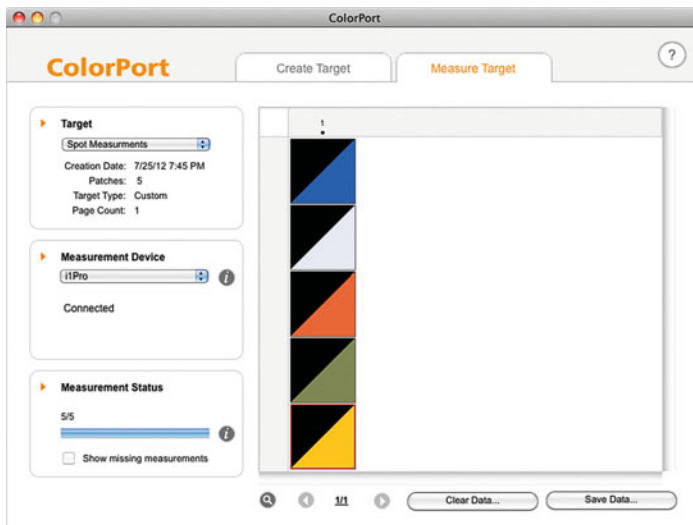 ColorPort
ColorPort
Create Target
Measure Target
?
Target
Spot Measurments
Creation Date: 7/25/12 7:45 PM
Patches: 5
Target Type: Custom
Page Count: 1
Measurement Device
i1Pro
i
Connected
Measurement Status
5/5
i
Show missing measurements
1
1/1
Clear Data...
Save Data...